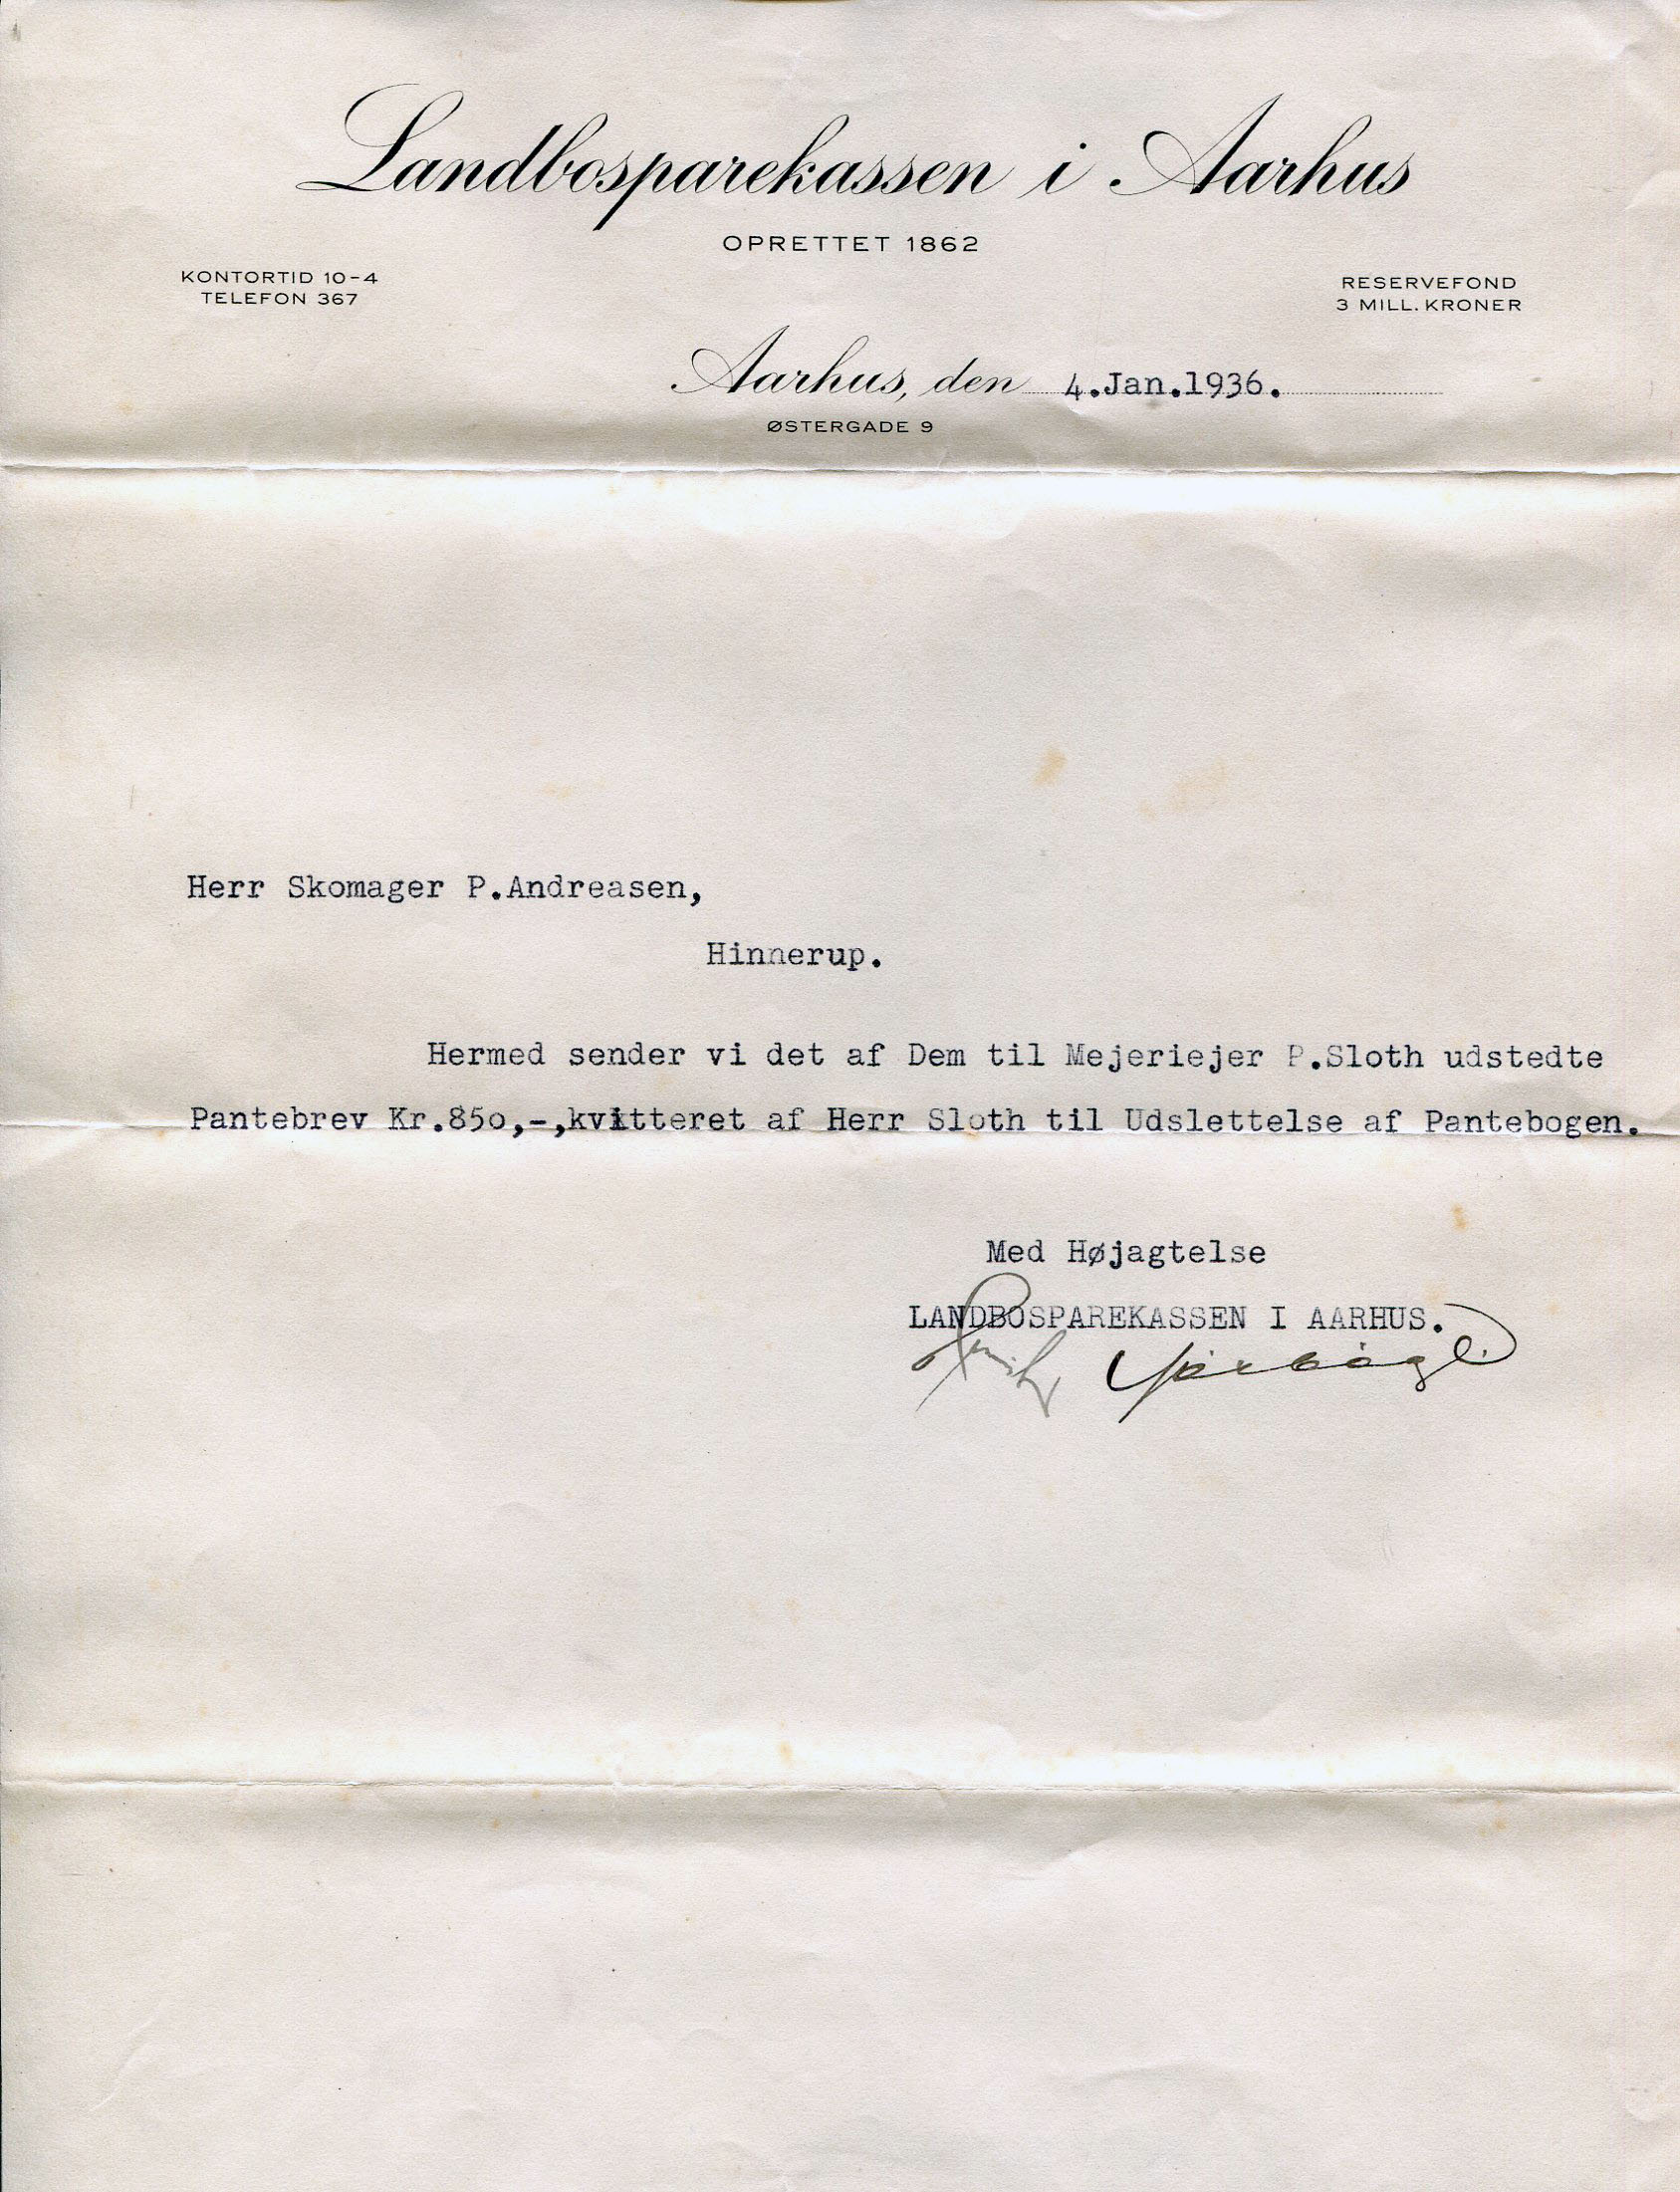 Landbosparekassen i Aarhus
OPRETTET 1862
KONTORTID 10-4
TELEFON 367
RESERVEFOND
3 MILL. KRONER
Aarhus, den 4.Jan.1936.
ØSTERGADE 9
Herr Skomager P.Andreasen,
Hinnerup.
Hermed sender vi det af Dem til Mejeriejer P.Sloth udstedte
Pantebrev Kr.850,-,kvitteret af Herr Sloth til Udslettelse af Pantebogen.
Med Højagtelse
LANDBOSPAREKASSEN I AARHUS.